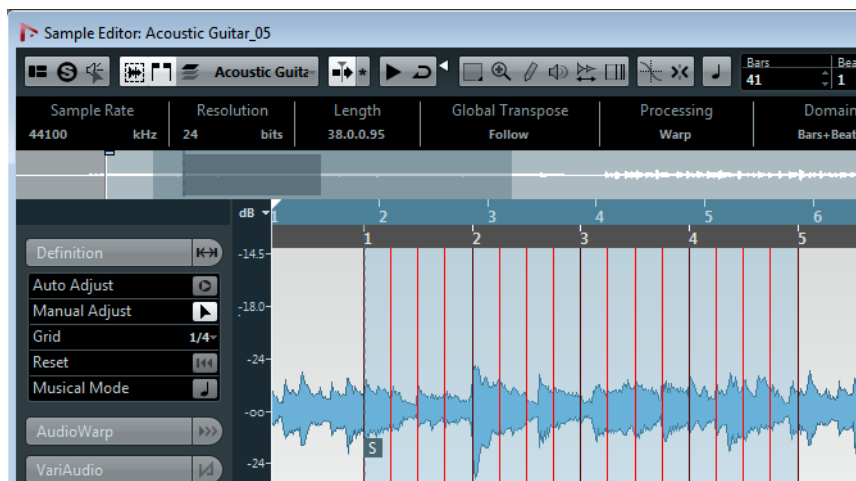 Sample Editor: Acoustic Guitar_05
Acoustic Guita
Bars
41
1
Sample Rate
44100 kHz
Resolution
24 bits
Length
38.0.0.95
Global Transpose
Follow
Processing
Warp
Domain
Bars+Beat
dB
1 2 3 4 5 6
1 2 3 4 5
Definition
Auto Adjust
Manual Adjust
Grid 1/4
Reset
Musical Mode
AudioWarp
VariAudio
-14.5
-18.0
-24
-oo
-24
S